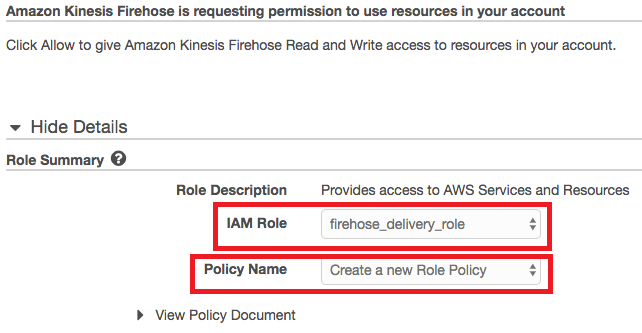 Amazon Kinesis Firehose is requesting permission to use resources in your account
Click Allow to give Amazon Kinesis Firehose Read and Write access to resources in your account.
Hide Details
Role Summary ?
Role Description Provides access to AWS Services and Resources
IAM Role firehose_delivery_role
Policy Name Create a new Role Policy
View Policy Document